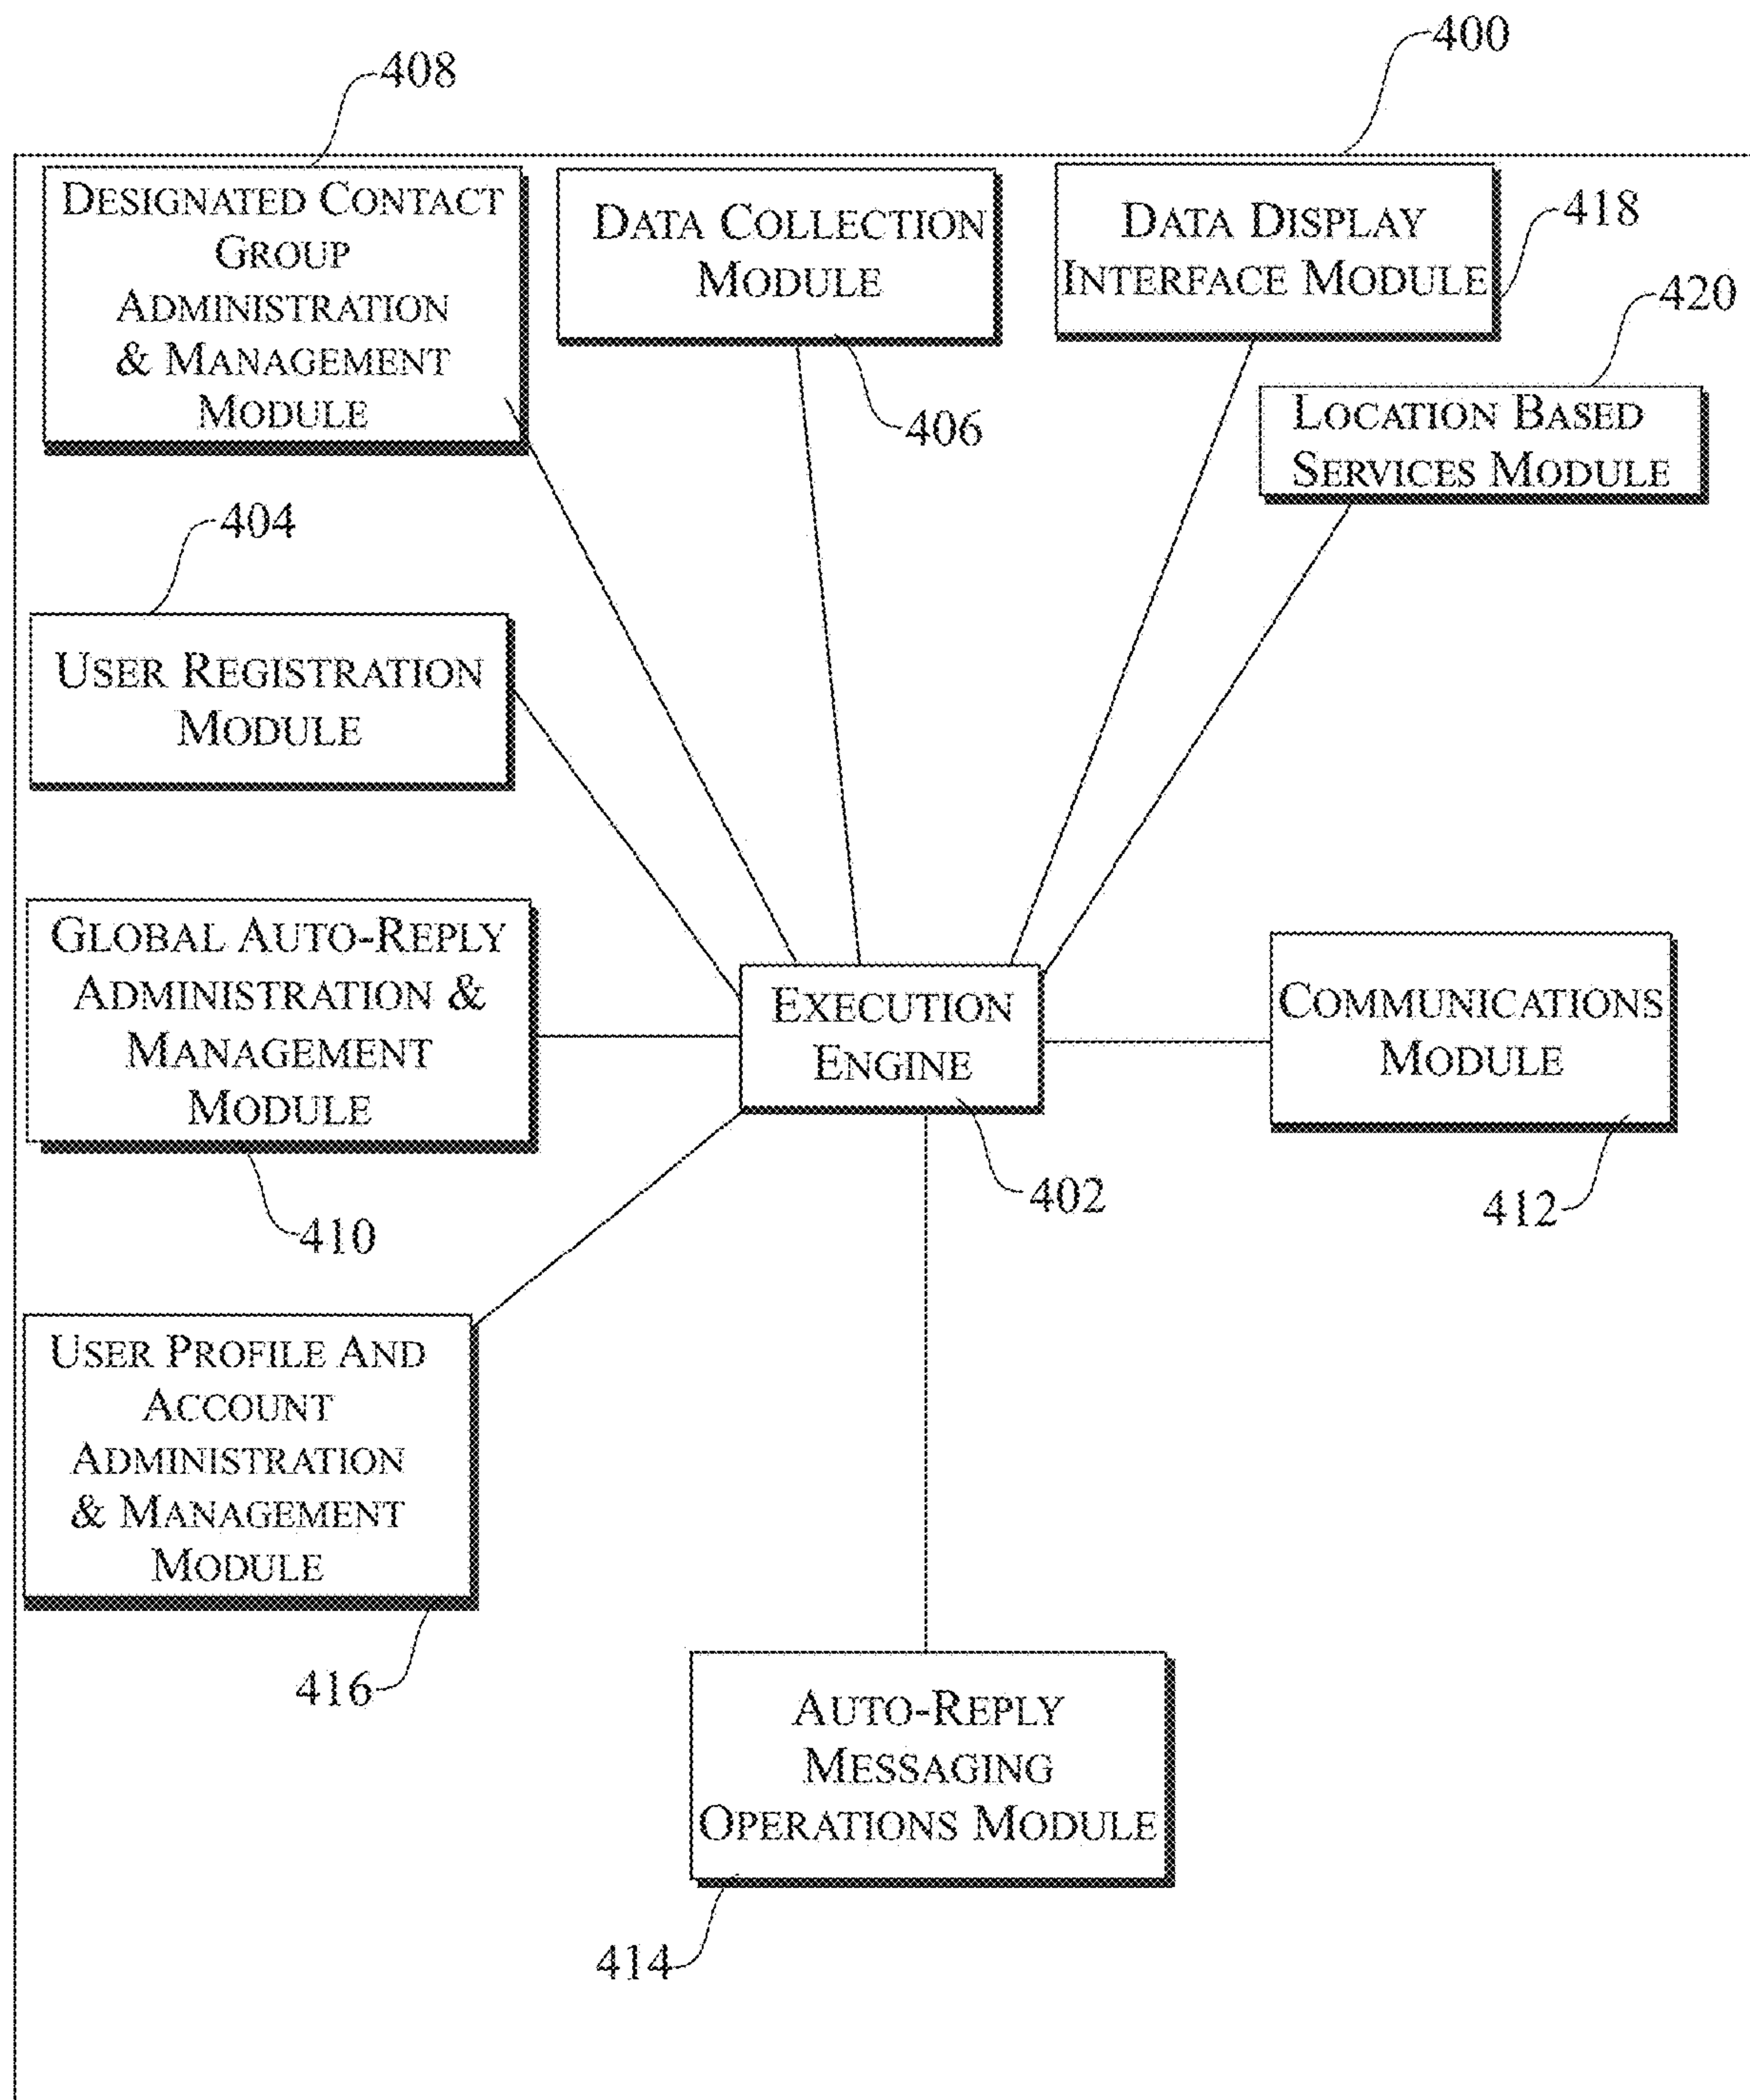 400
408
DESIGNATED CONTACT
GROUP
ADMINISTRATION
& MANAGEMENT
MODULE
DATA COLLECTION
MODULE
406
DATA DISPLAY
INTERFACE MODULE
418
420
LOCATION BASED
SERVICES MODULE
404
USER REGISTRATION
MODULE
GLOBAL AUTO-REPLY
ADMINISTRATION &
MANAGEMENT
MODULE
410
EXECUTION
ENGINE
402
COMMUNICATIONS
MODULE
412
USER PROFILE AND
ACCOUNT
ADMINISTRATION
& MANAGEMENT
MODULE
416
AUTO-REPLY
MESSAGING
OPERATIONS MODULE
414